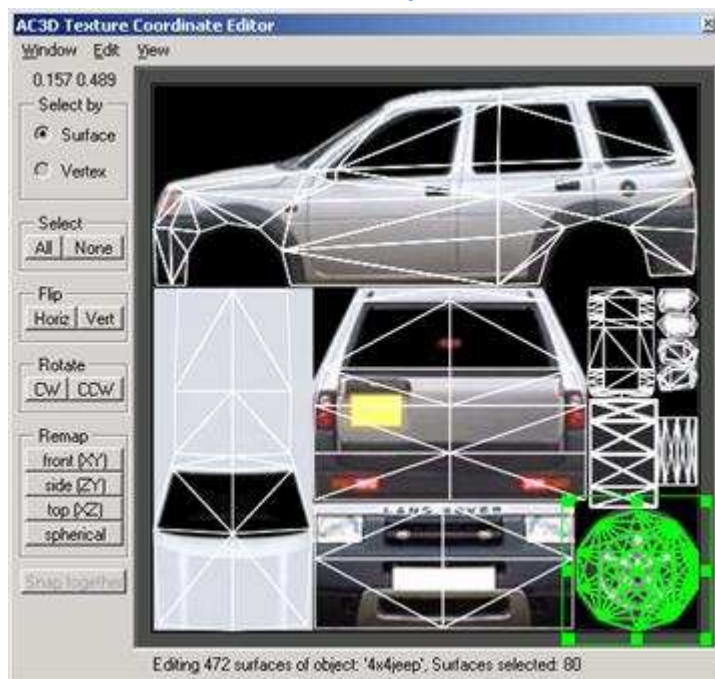 AC3D Texture Coordinate Editor
Window Edit View
0.157 0.489
Select by
Surface
Vertex
Select
All None
Flip
Horiz Vert
Rotate
CW CCW
Remap
front (XY)
side (ZY)
top (XZ)
spherical
Snap together
LAND ROVER
Editing 472 surfaces of object: '4x4jeep', Surfaces selected: 80